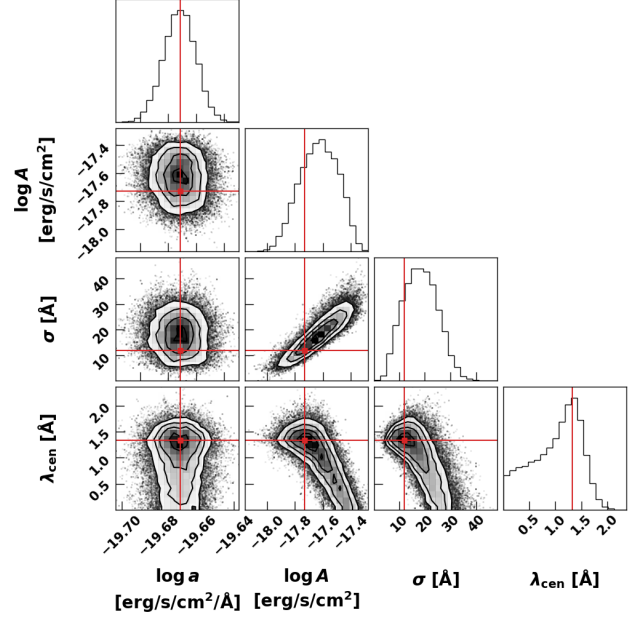 log A
[erg/s/cm²]
−17.4
−17.6
−17.8
−18.0
σ [Å]
40
30
20
10
λcen [Å]
2.0
1.5
1.0
0.5
−19.70 −19.68 −19.66 −19.64
−18.0 −17.8 −17.6 −17.4
10 20 30 40
0.5 1.0 1.5 2.0
log a
[erg/s/cm²/Å]
log A
[erg/s/cm²]
σ [Å]
λcen [Å]